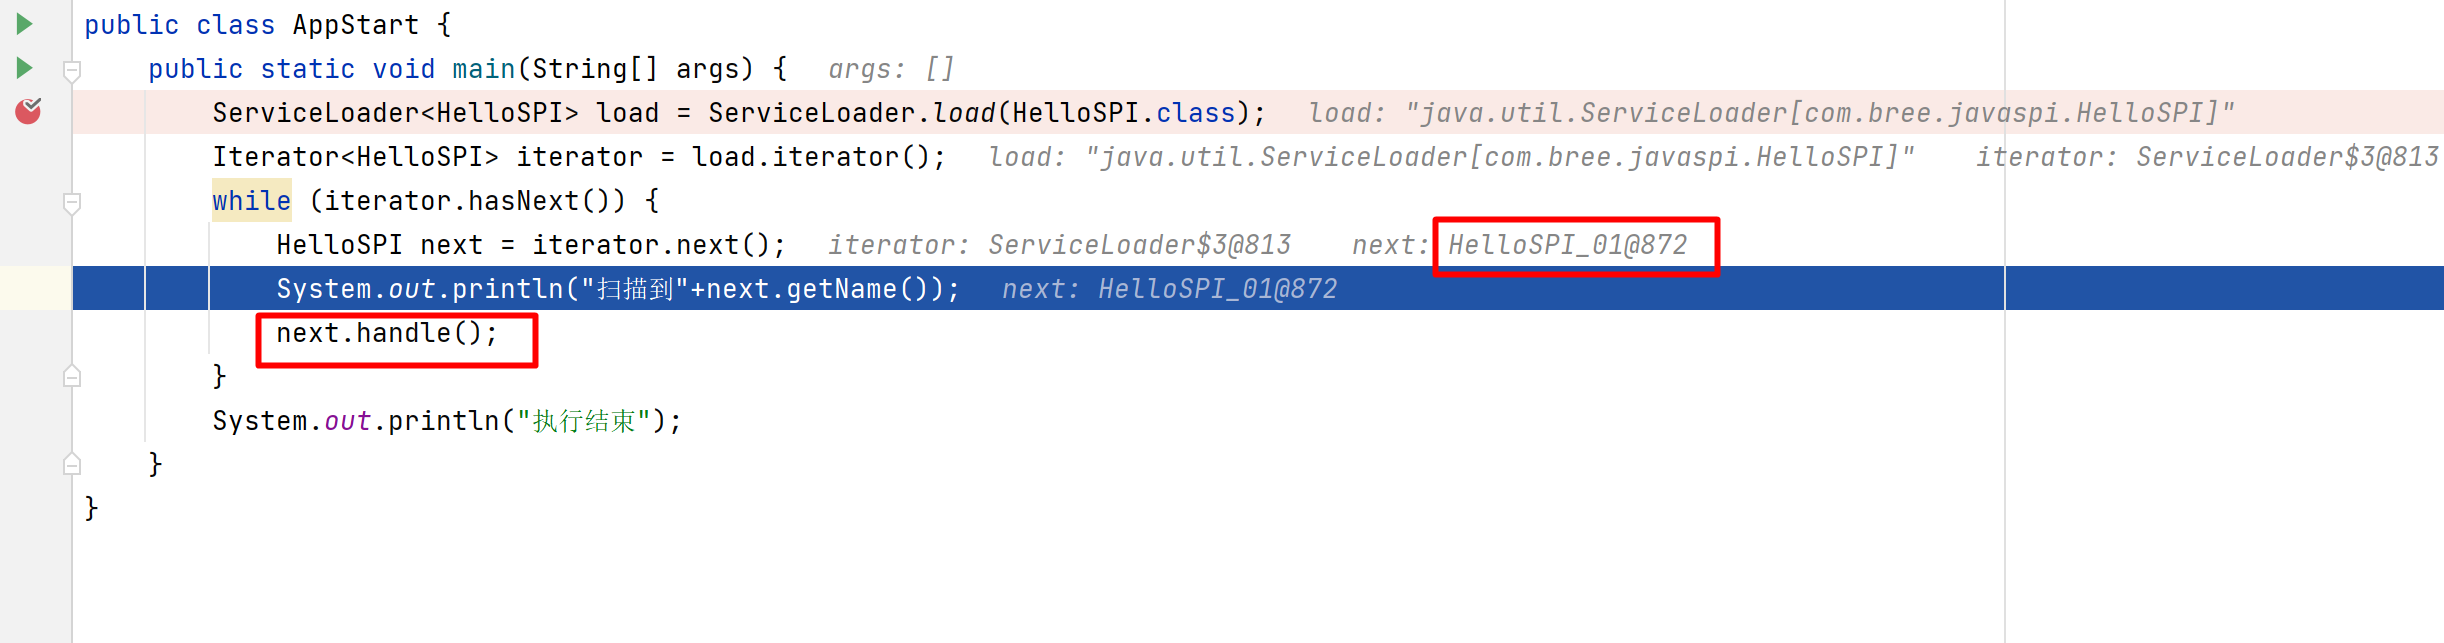 public class AppStart {
public static void main(String[] args) { args: []
ServiceLoader<HelloSPI> load = ServiceLoader.load(HelloSPI.class); load: "java.util.ServiceLoader[com.bree.javaspi.HelloSPI]"
Iterator<HelloSPI> iterator = load.iterator(); load: "java.util.ServiceLoader[com.bree.javaspi.HelloSPI]" iterator: ServiceLoader$3@813
while (iterator.hasNext()) {
HelloSPI next = iterator.next(); iterator: ServiceLoader$3@813 next: HelloSPI_01@872
System.out.println("扫描到"+next.getName()); next: HelloSPI_01@872
next.handle();
}
System.out.println("执行结束");
}
}